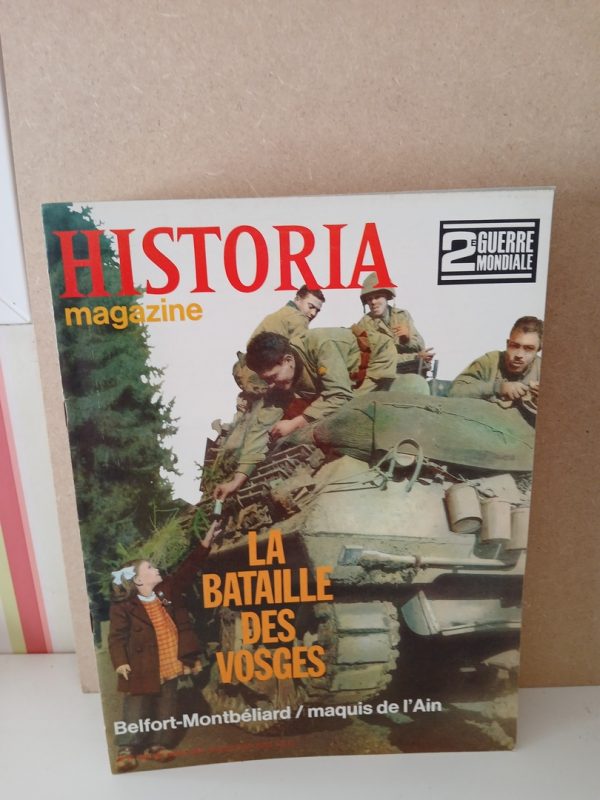 HISTORIA
magazine
2E GUERRE
MONDIALE
LA
BATAILLE
DES
VOSGES
Belfort-Montbéliard / maquis de l'Ain